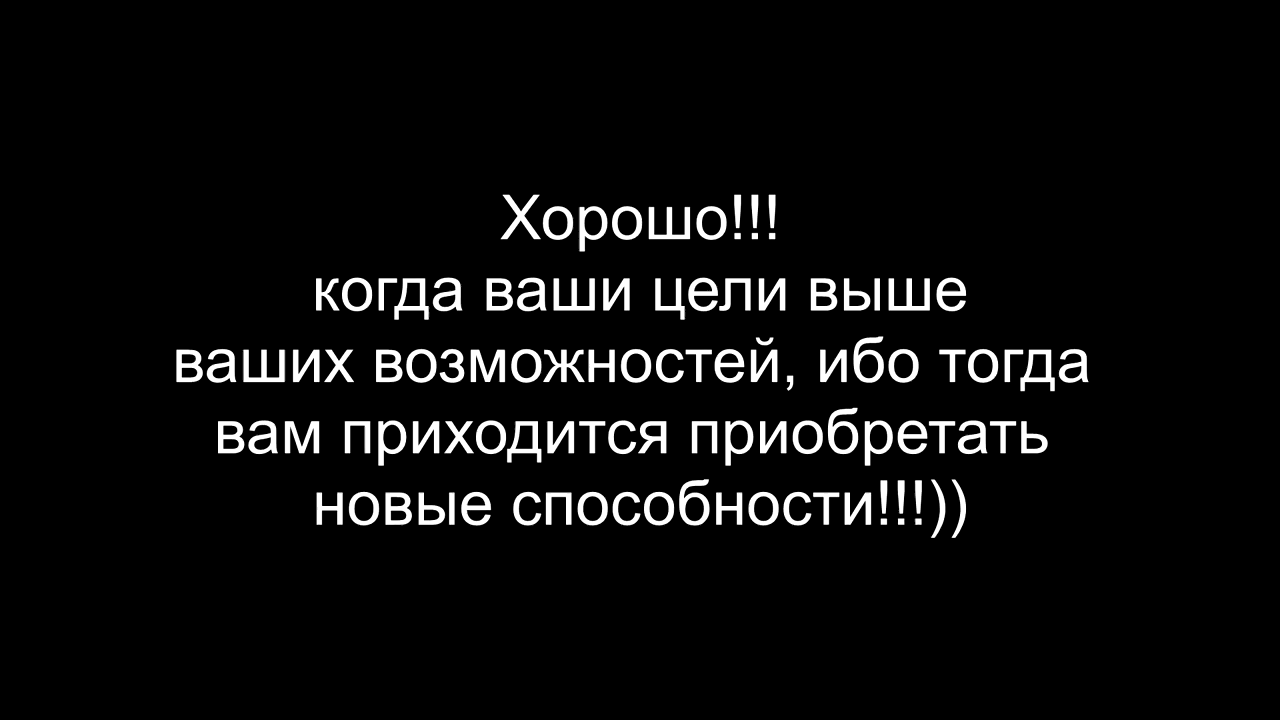 Хорошо!!!
когда ваши цели выше
ваших возможностей, ибо тогда
вам приходится приобретать
новые способности!!!))